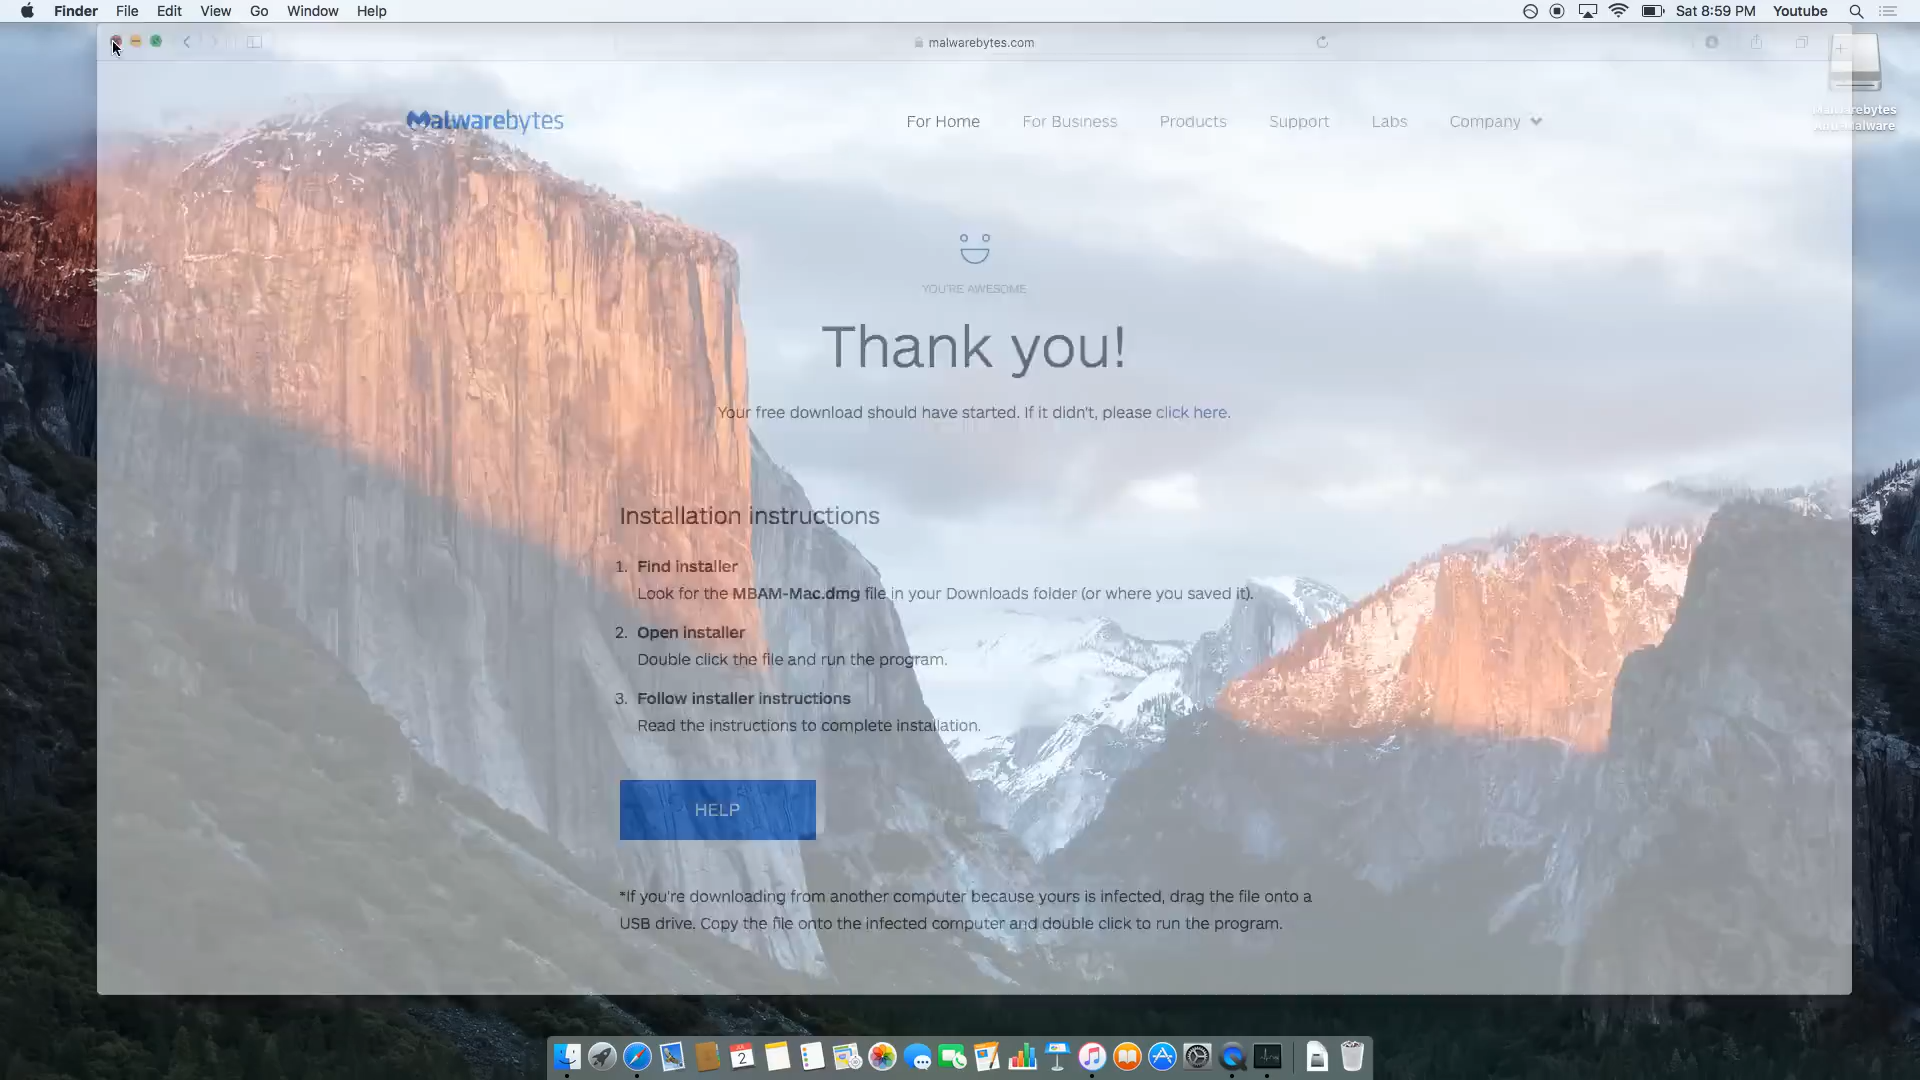 Finder File Edit View Go Window Help Sat 8:59 PM Youtube
malwarebytes.com
Malwarebytes
Anti-Malware
Malwarebytes For Home For Business Products Support Labs Company
YOU'RE AWESOME
Thank you!
Your free download should have started. If it didn't, please click here.
Installation instructions
1. Find installer
Look for the MBAM-Mac.dmg file in your Downloads folder (or where you saved it).
2. Open installer
Double click the file and run the program.
3. Follow installer instructions
Read the instructions to complete installation.
HELP
*If you're downloading from another computer because yours is infected, drag the file onto a
USB drive. Copy the file onto the infected computer and double click to run the program.
2